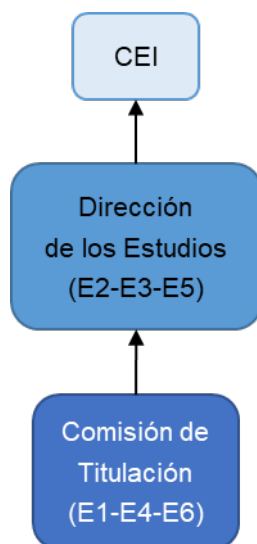 CEI
Dirección
de los Estudios
(E2-E3-E5)
Comisión de
Titulación
(E1-E4-E6)